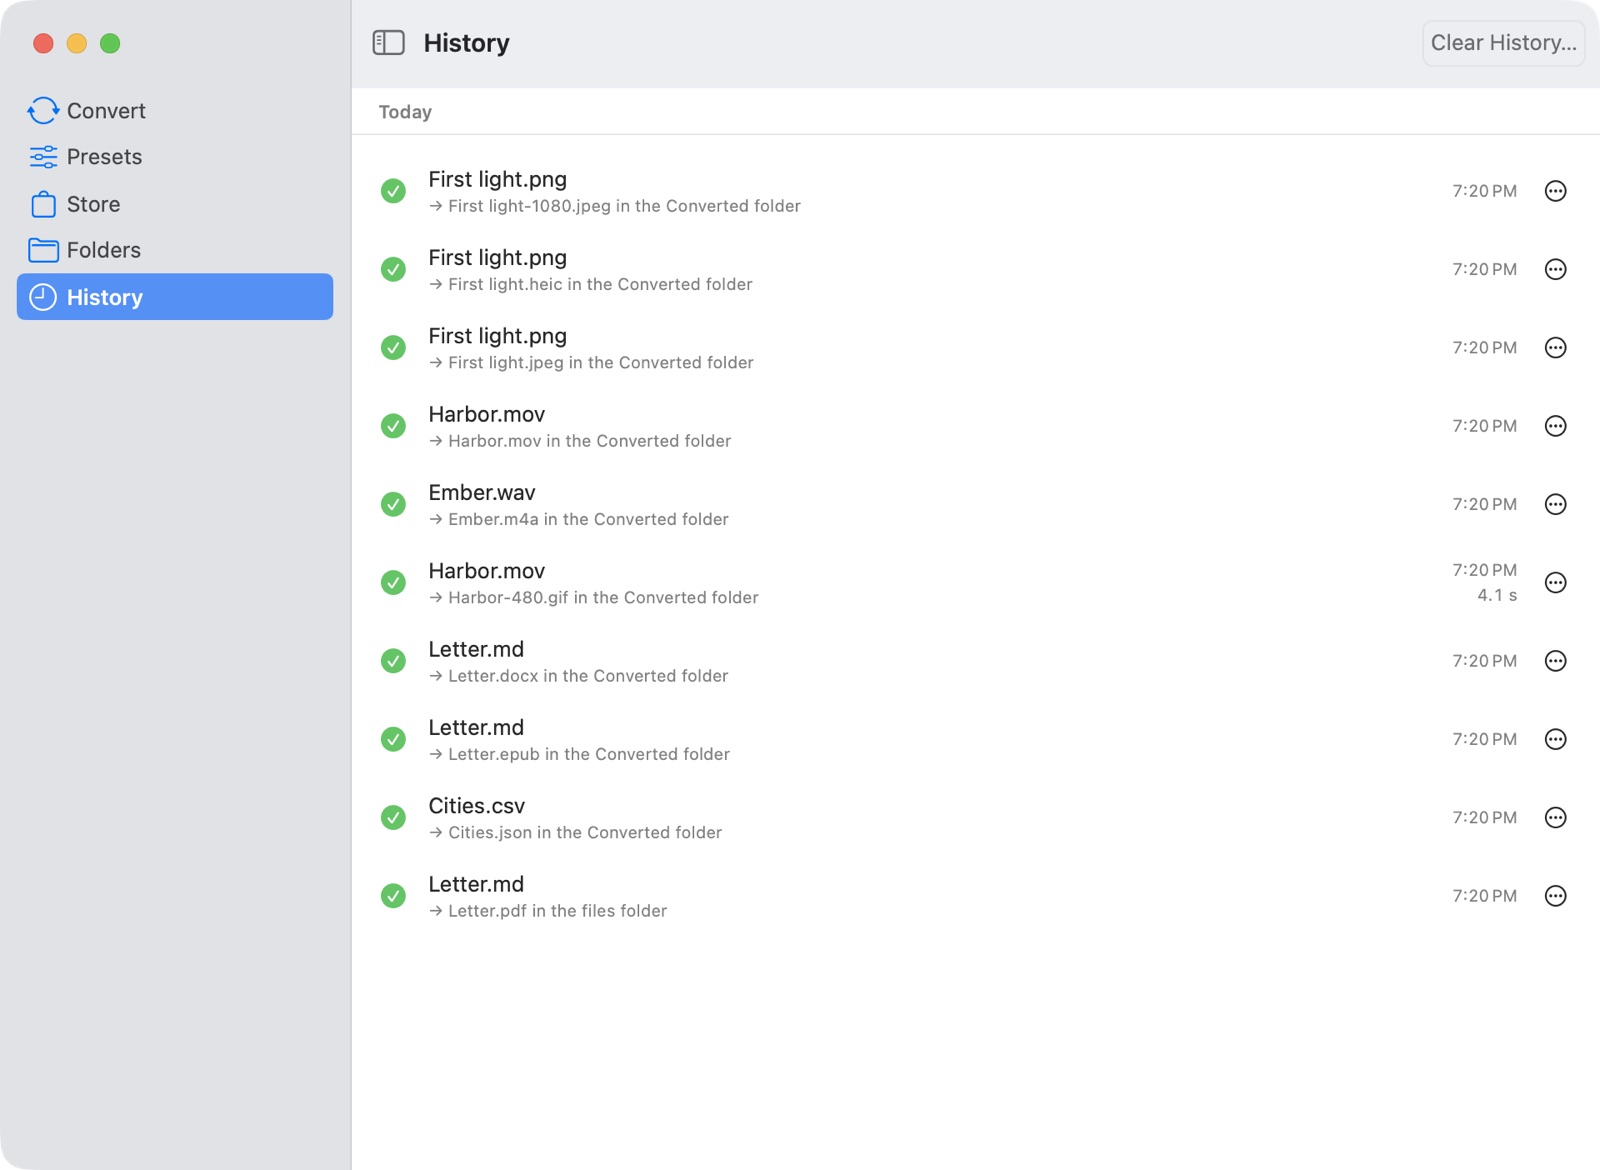 History
Clear History...
Convert
Presets
Store
Folders
History
Today
First light.png
→ First light-1080.jpeg in the Converted folder
7:20 PM
First light.png
→ First light.heic in the Converted folder
7:20 PM
First light.png
→ First light.jpeg in the Converted folder
7:20 PM
Harbor.mov
→ Harbor.mov in the Converted folder
7:20 PM
Ember.wav
→ Ember.m4a in the Converted folder
7:20 PM
Harbor.mov
→ Harbor-480.gif in the Converted folder
7:20 PM
4.1 s
Letter.md
→ Letter.docx in the Converted folder
7:20 PM
Letter.md
→ Letter.epub in the Converted folder
7:20 PM
Cities.csv
→ Cities.json in the Converted folder
7:20 PM
Letter.md
→ Letter.pdf in the files folder
7:20 PM